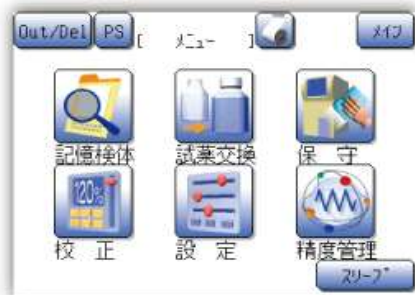 Out/Del PS [ ﾒﾆｭｰ ] ﾒｲﾝ
記憶検体 試薬交換 保 守
120%
校 正 設 定 精度管理
ｽﾘｰﾌﾟ